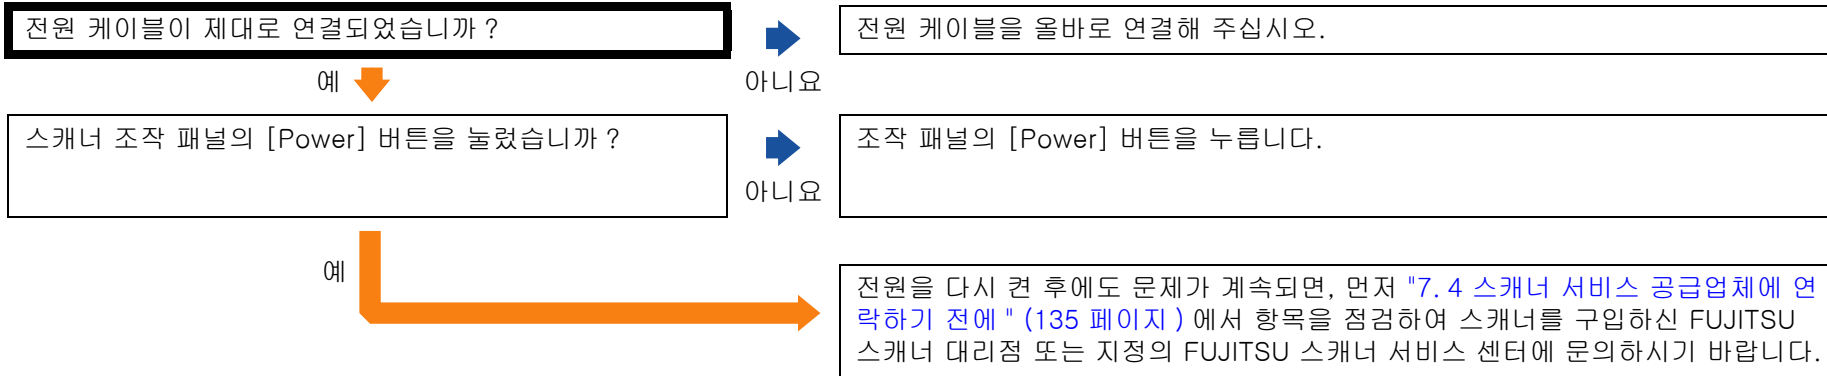 전원 케이블이 제대로 연결되었습니까 ?
전원 케이블을 올바로 연결해 주십시오.
예
아니요
스캐너 조작 패널의 [Power] 버튼을 눌렀습니까 ?
조작 패널의 [Power] 버튼을 누릅니다.
아니요
예
전원을 다시 켠 후에도 문제가 계속되면, 먼저 "7. 4 스캐너 서비스 공급업체에 연
락하기 전에 " (135 페이지 ) 에서 항목을 점검하여 스캐너를 구입하신 FUJITSU
스캐너 대리점 또는 지정의 FUJITSU 스캐너 서비스 센터에 문의하시기 바랍니다.